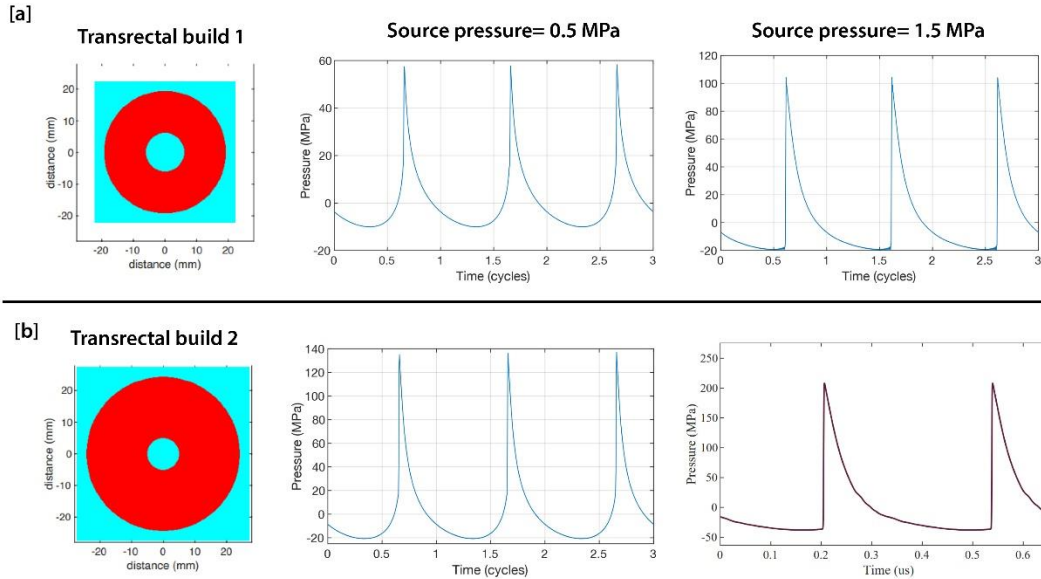 [a]
Transrectal build 1
Source pressure= 0.5 MPa
Source pressure= 1.5 MPa
distance (mm)
20
10
0
-10
-20
-20 -10 0 10 20
distance (mm)
Pressure (MPa)
60
40
20
0
-20
0 0.5 1 1.5 2 2.5 3
Time (cycles)
Pressure (MPa)
120
100
80
60
40
20
0
-20
0 0.5 1 1.5 2 2.5 3
Time (cycles)
[b]
Transrectal build 2
distance (mm)
20
10
0
-10
-20
-20 -10 0 10 20
distance (mm)
Pressure (MPa)
140
120
100
80
60
40
20
0
-20
0 0.5 1 1.5 2 2.5 3
Time (cycles)
Pressure (MPa)
250
200
150
100
50
0
-50
0 0.1 0.2 0.3 0.4 0.5 0.6
Time (us)